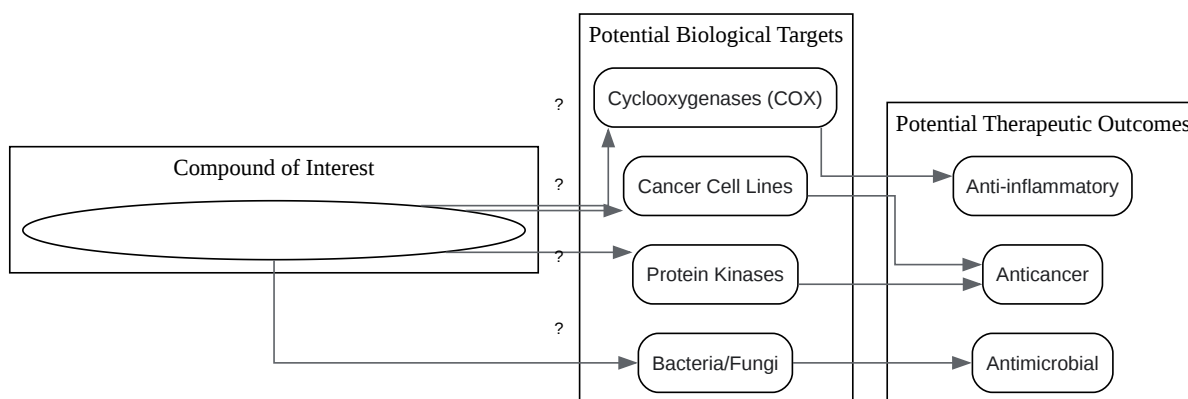 Potential Biological Targets
?
Cyclooxygenases (COX)
Potential Therapeutic Outcomes
Compound of Interest
?
Cancer Cell Lines
Anti-inflammatory
?
Protein Kinases
Anticancer
?
Bacteria/Fungi
Antimicrobial